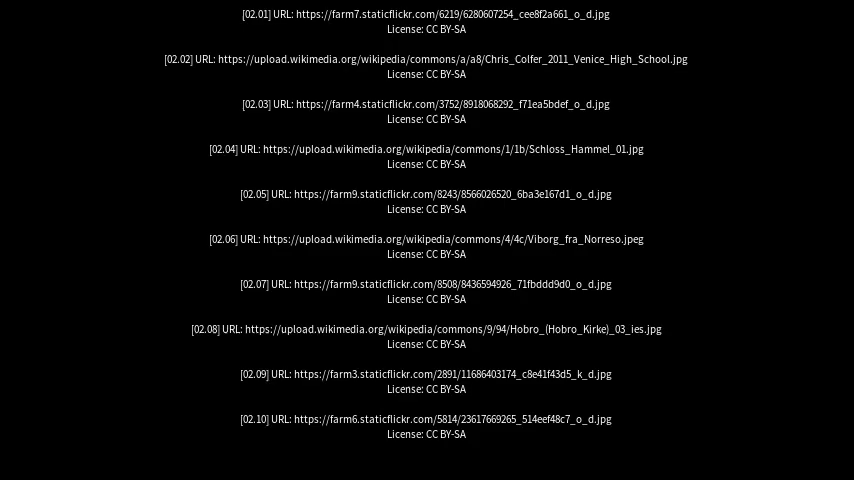 [02.01] URL: https://farm7.staticflickr.com/6219/6280607254_cee8f2a661_o_d.jpg
License: CC BY-SA
[02.02] URL: https://upload.wikimedia.org/wikipedia/commons/a/a8/Chris_Colfer_2011_Venice_High_School.jpg
License: CC BY-SA
[02.03] URL: https://farm4.staticflickr.com/3752/8918068292_f71ea5bdef_o_d.jpg
License: CC BY-SA
[02.04] URL: https://upload.wikimedia.org/wikipedia/commons/1/1b/Schloss_Hammel_01.jpg
License: CC BY-SA
[02.05] URL: https://farm9.staticflickr.com/8243/8566026520_6ba3e167d1_o_d.jpg
License: CC BY-SA
[02.06] URL: https://upload.wikimedia.org/wikipedia/commons/4/4c/Viborg_fra_Norreso.jpeg
License: CC BY-SA
[02.07] URL: https://farm9.staticflickr.com/8508/8436594926_71fbddd9d0_o_d.jpg
License: CC BY-SA
[02.08] URL: https://upload.wikimedia.org/wikipedia/commons/9/94/Hobro_(Hobro_Kirke)_03_ies.jpg
License: CC BY-SA
[02.09] URL: https://farm3.staticflickr.com/2891/11686403174_c8e41f43d5_k_d.jpg
License: CC BY-SA
[02.10] URL: https://farm6.staticflickr.com/5814/23617669265_514eef48c7_o_d.jpg
License: CC BY-SA